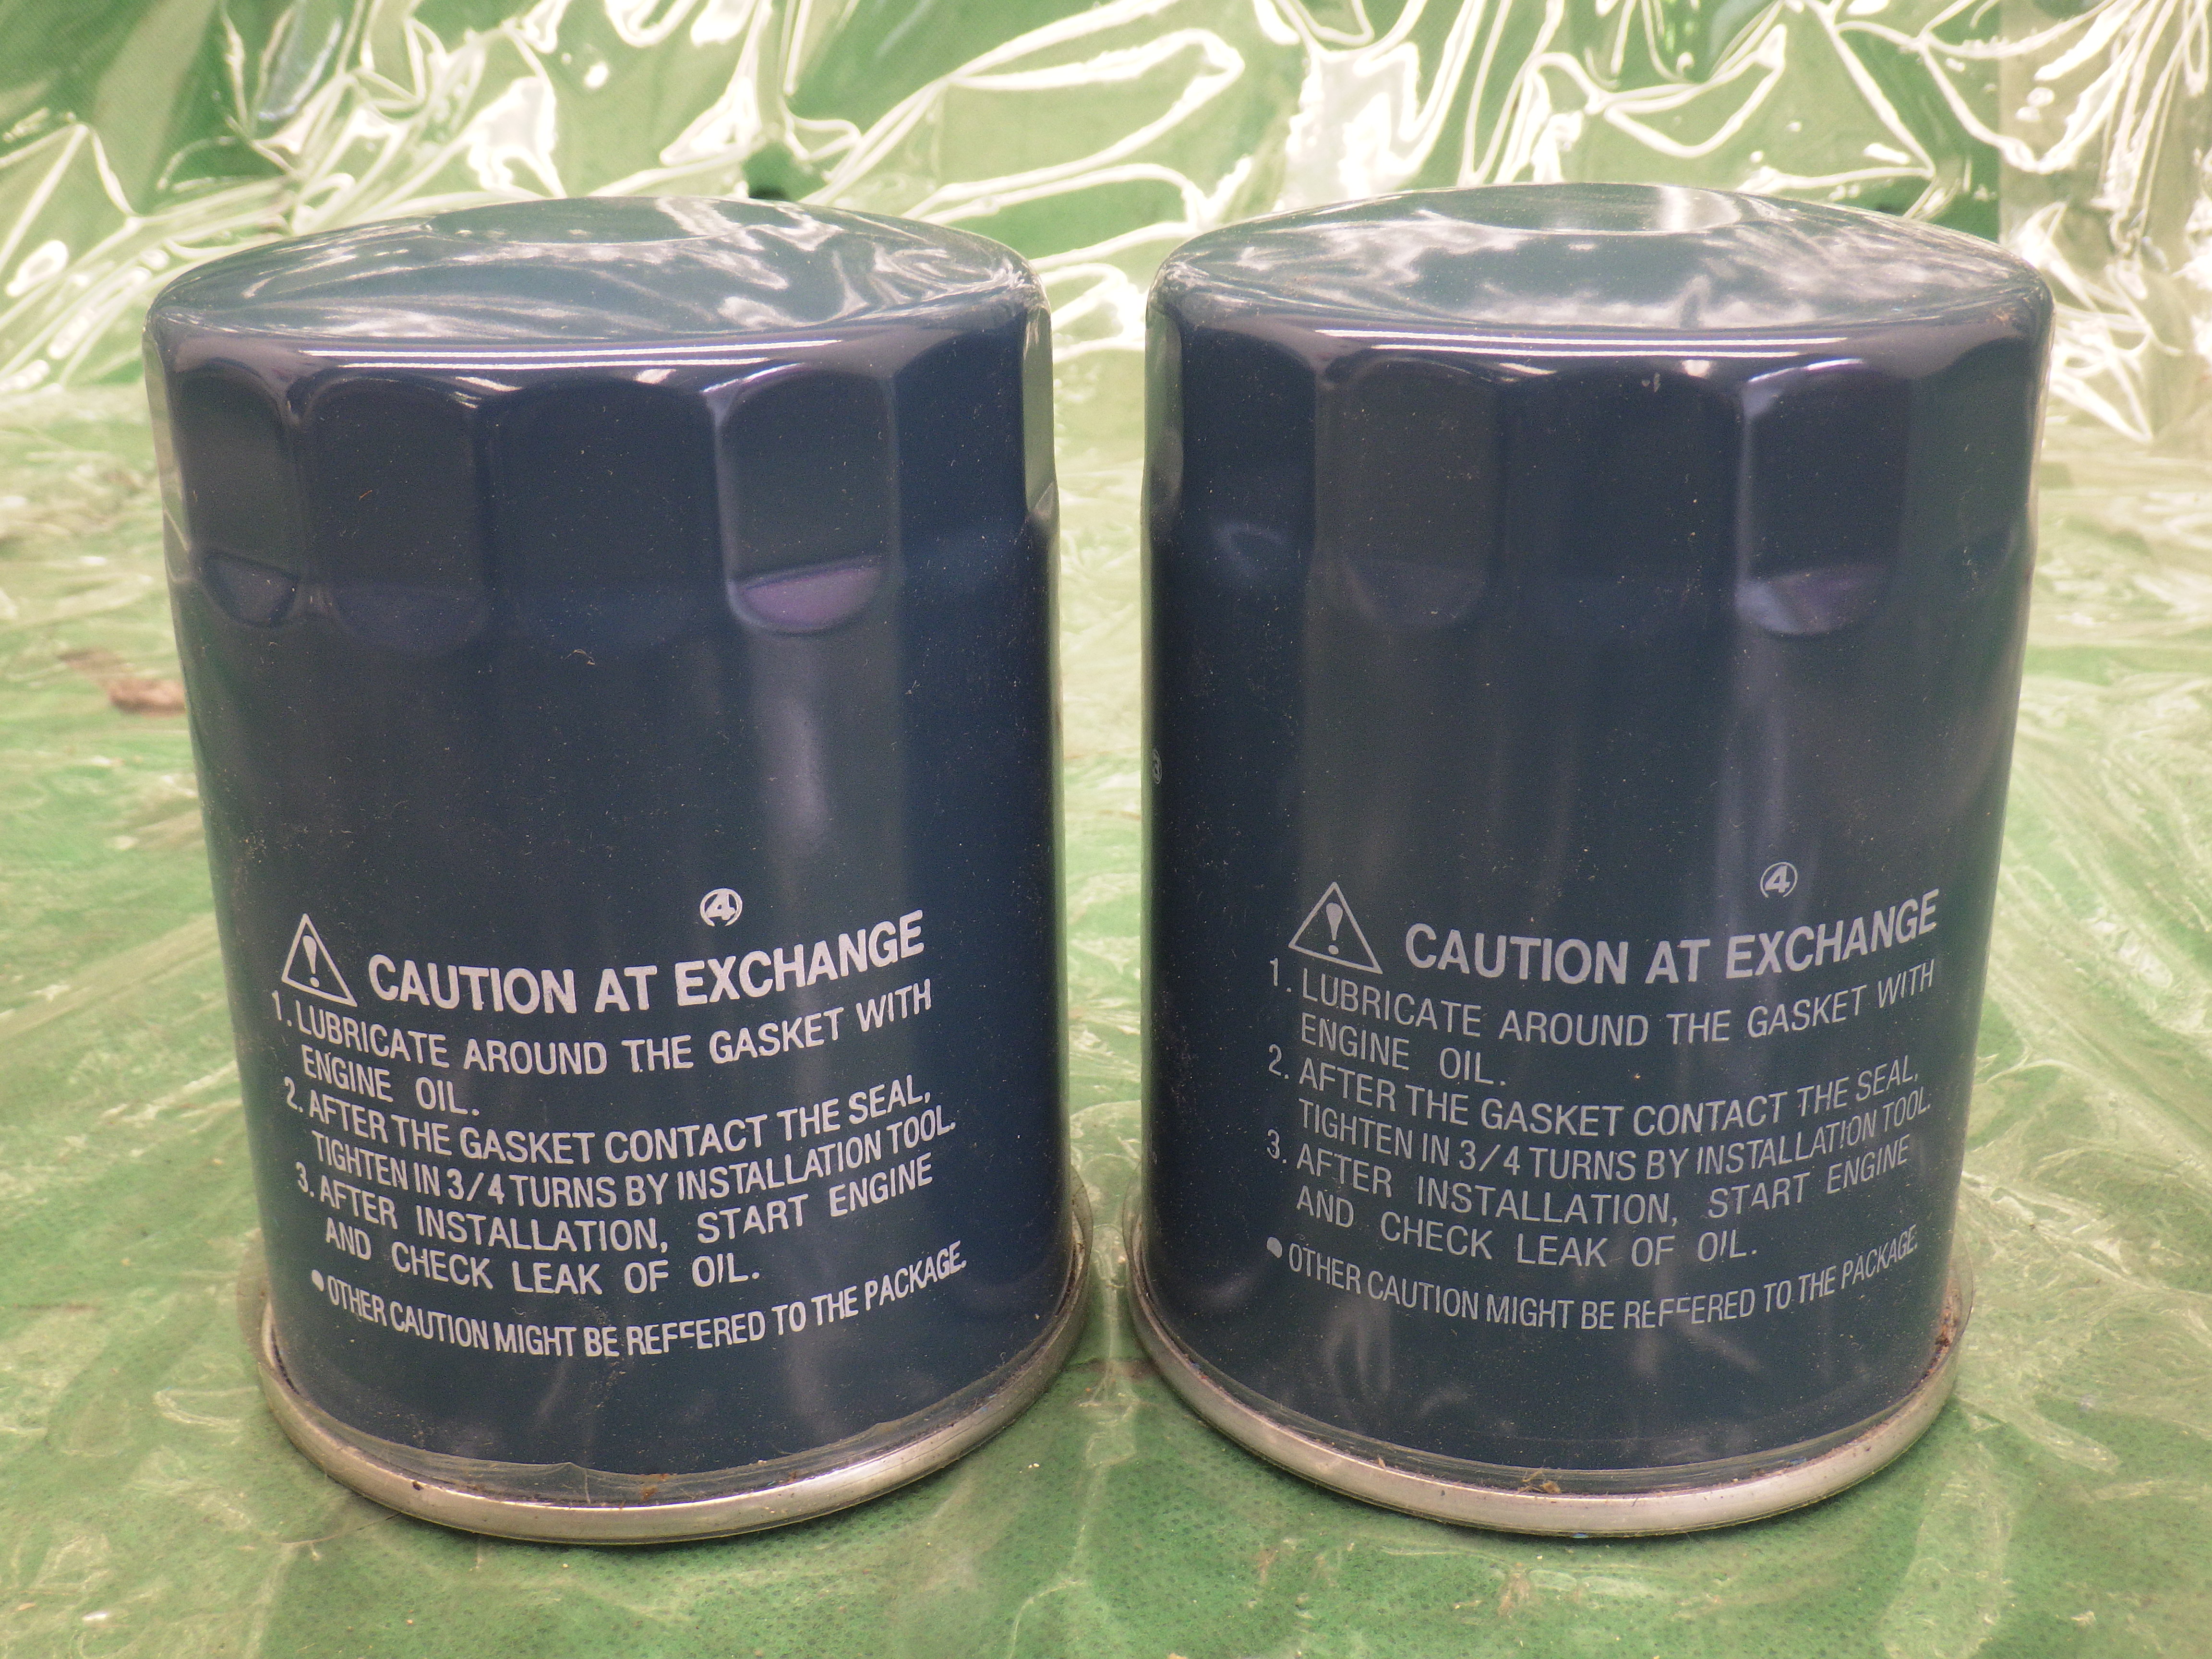 ④
⚠ CAUTION AT EXCHANGE
1. LUBRICATE AROUND THE GASKET WITH
ENGINE OIL.
2. AFTER THE GASKET CONTACT THE SEAL,
TIGHTEN IN 3/4 TURNS BY INSTALLATION TOOL.
3. AFTER INSTALLATION, START ENGINE
AND CHECK LEAK OF OIL.
● OTHER CAUTION MIGHT BE REFFERED TO THE PACKAGE.
④
⚠ CAUTION AT EXCHANGE
1. LUBRICATE AROUND THE GASKET WITH
ENGINE OIL.
2. AFTER THE GASKET CONTACT THE SEAL,
TIGHTEN IN 3/4 TURNS BY INSTALLATION TOOL.
3. AFTER INSTALLATION, START ENGINE
AND CHECK LEAK OF OIL.
● OTHER CAUTION MIGHT BE REFFERED TO THE PACKAGE.